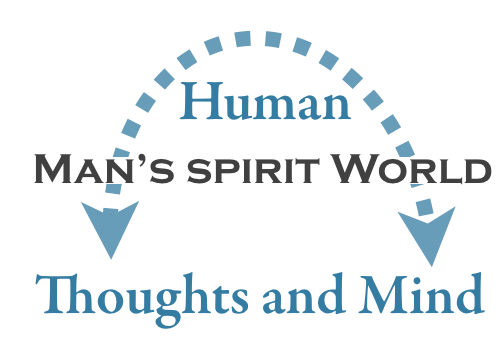 Human
Man’s spirit World
Thoughts and Mind